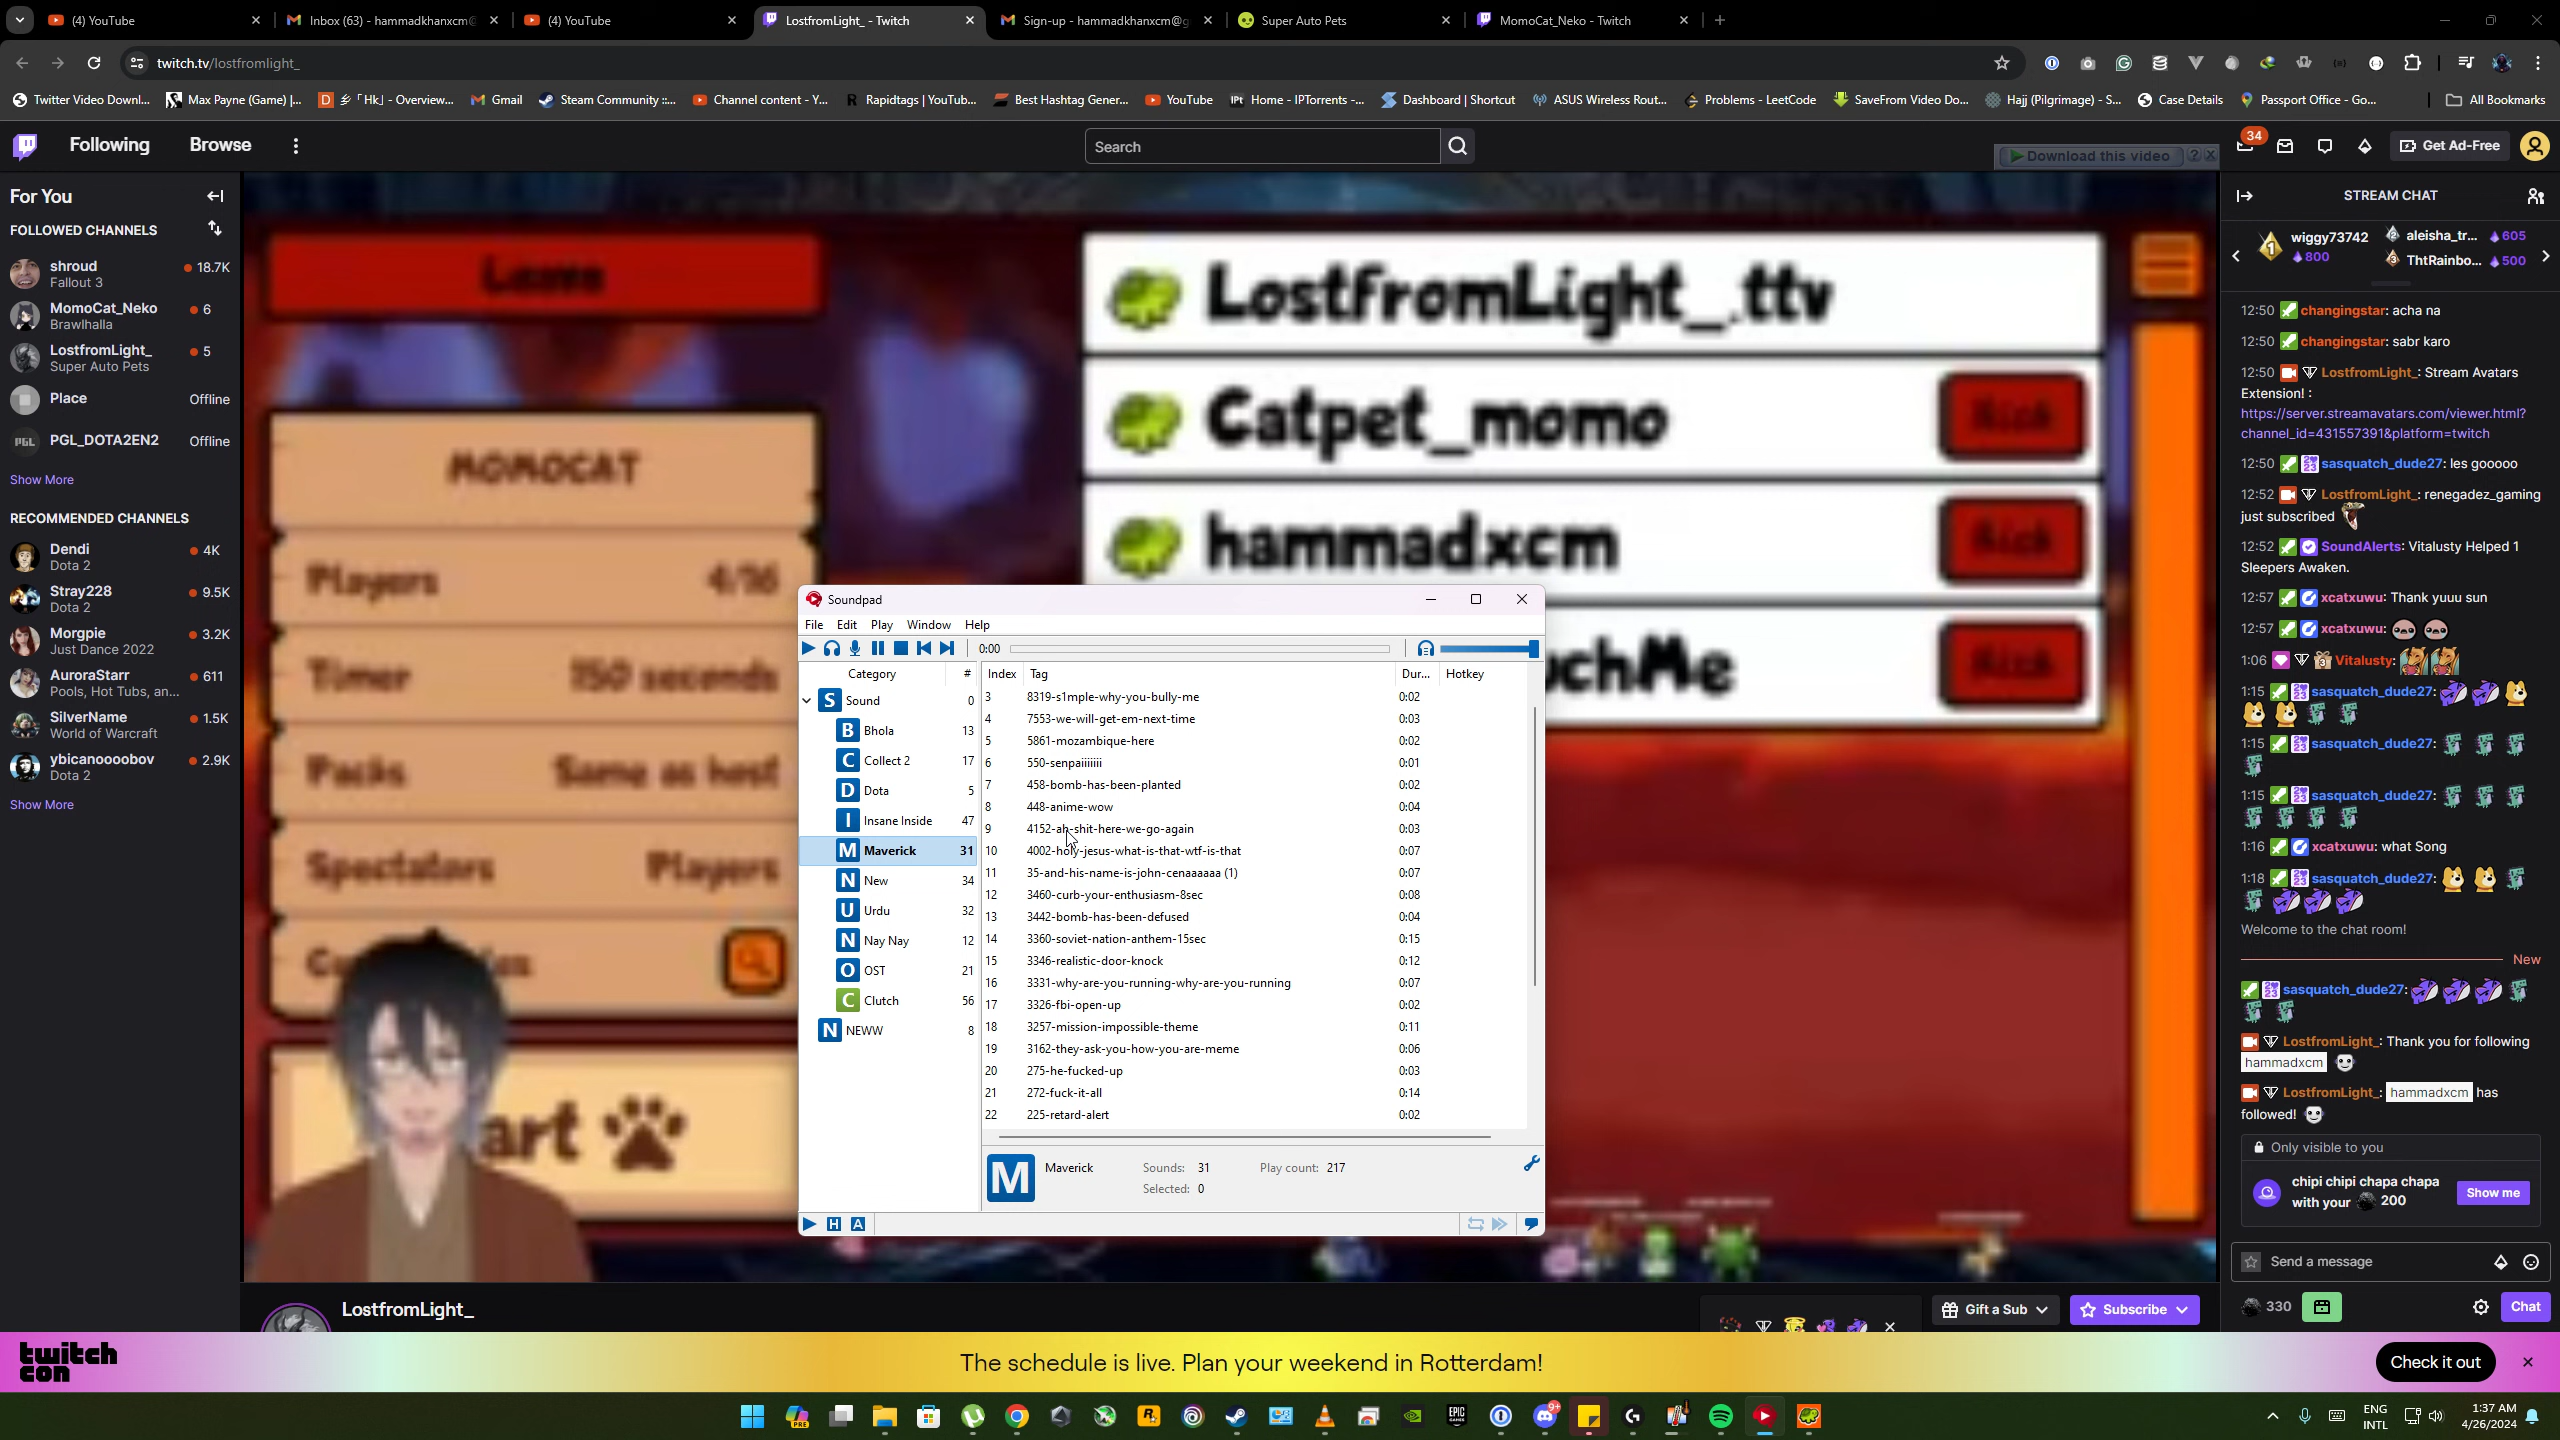 (4) YouTube
Inbox (63) - hammadkhanxcm@
(4) YouTube
LostfromLight_ - Twitch
Sign-up - hammadkhanxcm@g
Super Auto Pets
MomoCat_Neko - Twitch
twitch.tv/lostfromlight_
Twitter Video Downl...
Max Payne (Game) |...
彡「Hk」 - Overview...
Gmail
Steam Community ::...
Channel content - Y...
Rapidtags | YouTub...
Best Hashtag Gener...
YouTube
Home - IPTorrents -...
Dashboard | Shortcut
ASUS Wireless Rout...
Problems - LeetCode
SaveFrom Video Do...
Hajj (Pilgrimage) - S...
Case Details
Passport Office - Go...
All Bookmarks
Following
Browse
Search
Download this video
34
Get Ad-Free
For You
FOLLOWED CHANNELS
shroud
18.7K
Fallout 3
MomoCat_Neko
6
Brawlhalla
LostfromLight_
5
Super Auto Pets
Place
Offline
PGL_DOTA2EN2
Offline
Show More
RECOMMENDED CHANNELS
Dendi
4K
Dota 2
Stray228
9.5K
Dota 2
Morgpie
3.2K
Just Dance 2022
AuroraStarr
611
Pools, Hot Tubs, an...
SilverName
1.5K
World of Warcraft
ybicanoooobov
2.9K
Dota 2
Show More
Leave
MOMOCAT
Players 4/16
Timer 150 seconds
Packs Same as host
Spectators Players
art
LostfromLight_.ttv
Catpet_momo
Kick
hammadxcm
Kick
uchMe
Kick
Soundpad
File Edit Play Window Help
0:00
Category #
Sound 0
Bhola 13
Collect 2 17
Dota 5
Insane Inside 47
Maverick 31
New 34
Urdu 32
Nay Nay 12
OST 21
Clutch 56
NEWW 8
Index Tag Dur... Hotkey
3 8319-s1mple-why-you-bully-me 0:02
4 7553-we-will-get-em-next-time 0:03
5 5861-mozambique-here 0:02
6 550-senpaiiiiiii 0:01
7 458-bomb-has-been-planted 0:02
8 448-anime-wow 0:04
9 4152-ah-shit-here-we-go-again 0:03
10 4002-holy-jesus-what-is-that-wtf-is-that 0:07
11 35-and-his-name-is-john-cenaaaaaa (1) 0:07
12 3460-curb-your-enthusiasm-8sec 0:08
13 3442-bomb-has-been-defused 0:04
14 3360-soviet-nation-anthem-15sec 0:15
15 3346-realistic-door-knock 0:12
16 3331-why-are-you-running-why-are-you-running 0:07
17 3326-fbi-open-up 0:02
18 3257-mission-impossible-theme 0:11
19 3162-they-ask-you-how-you-are-meme 0:06
20 275-he-fucked-up 0:03
21 272-fuck-it-all 0:14
22 225-retard-alert 0:02
Maverick Sounds: 31 Play count: 217
Selected: 0
STREAM CHAT
wiggy73742
800
aleisha_tr... 605
ThtRainbo... 500
12:50 changingstar: acha na
12:50 changingstar: sabr karo
12:50 LostfromLight_: Stream Avatars
Extension! :
https://server.streamavatars.com/viewer.html?
channel_id=431557391&platform=twitch
12:50 sasquatch_dude27: les gooooo
12:52 LostfromLight_: renegadez_gaming
just subscribed
12:52 SoundAlerts: Vitalusty Helped 1
Sleepers Awaken.
12:57 xcatxuwu: Thank yuuu sun
12:57 xcatxuwu:
1:06 Vitalusty:
1:15 sasquatch_dude27:
1:15 sasquatch_dude27:
1:15 sasquatch_dude27:
1:16 xcatxuwu: what Song
1:18 sasquatch_dude27:
Welcome to the chat room!
New
sasquatch_dude27:
LostfromLight_: Thank you for following
hammadxcm
LostfromLight_: hammadxcm has
followed!
Only visible to you
chipi chipi chapa chapa
with your 200
Show me
Send a message
330
Chat
LostfromLight_
Gift a Sub
Subscribe
twitch
con
The schedule is live. Plan your weekend in Rotterdam!
Check it out
ENG
INTL
1:37 AM
4/26/2024